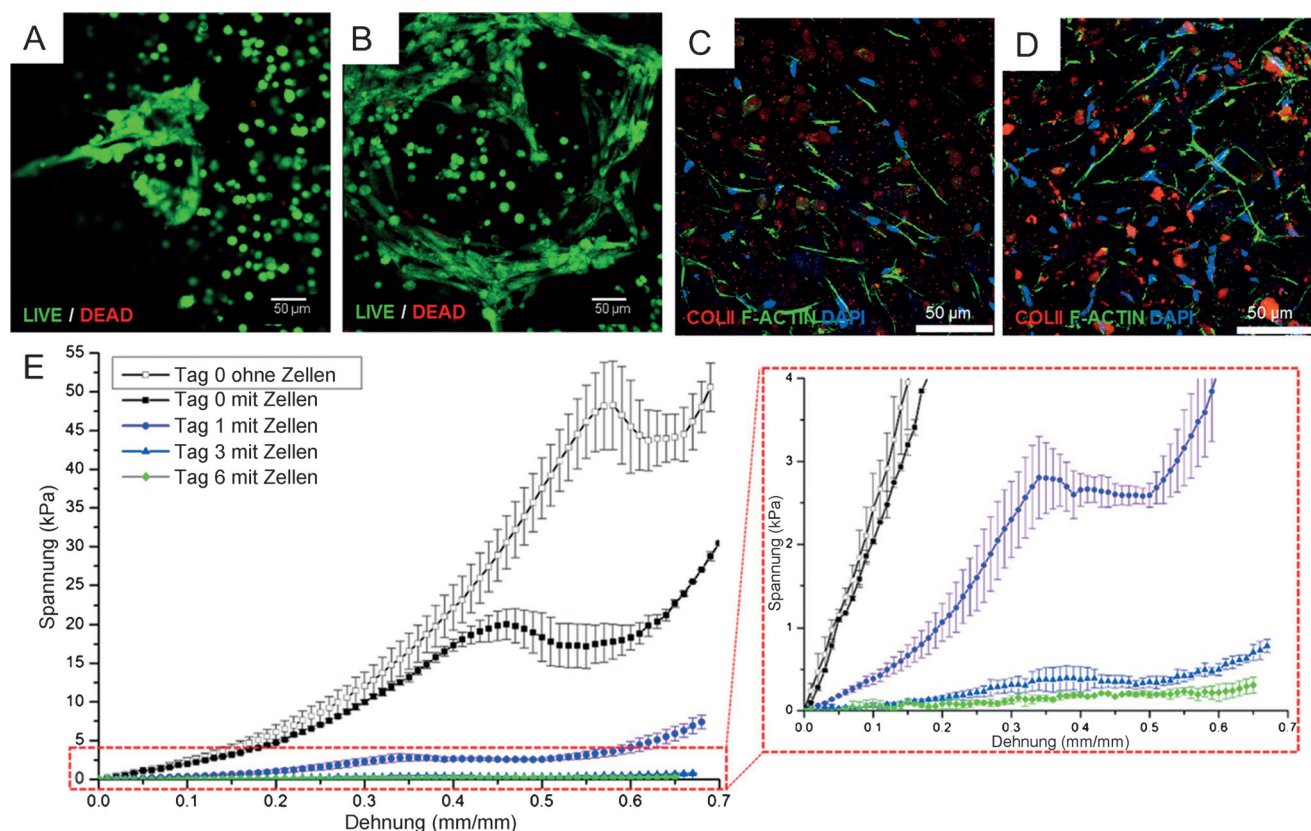 A
B
C
D
50 µm
50 µm
50 µm
50 µm
LIVE / DEAD
LIVE / DEAD
COLII F-ACTIN DAPI
COLII F-ACTIN DAPI
E
Tag 0 ohne Zellen
Tag 0 mit Zellen
Tag 1 mit Zellen
Tag 3 mit Zellen
Tag 6 mit Zellen
55
50
45
40
35
30
25
20
15
10
5
0
Spannung (kPa)
0.0 0.1 0.2 0.3 0.4 0.5 0.6 0.7
Dehnung (mm/mm)
4
3
2
1
0
Spannung (kPa)
0.0 0.1 0.2 0.3 0.4 0.5 0.6 0.7
Dehnung (mm/mm)